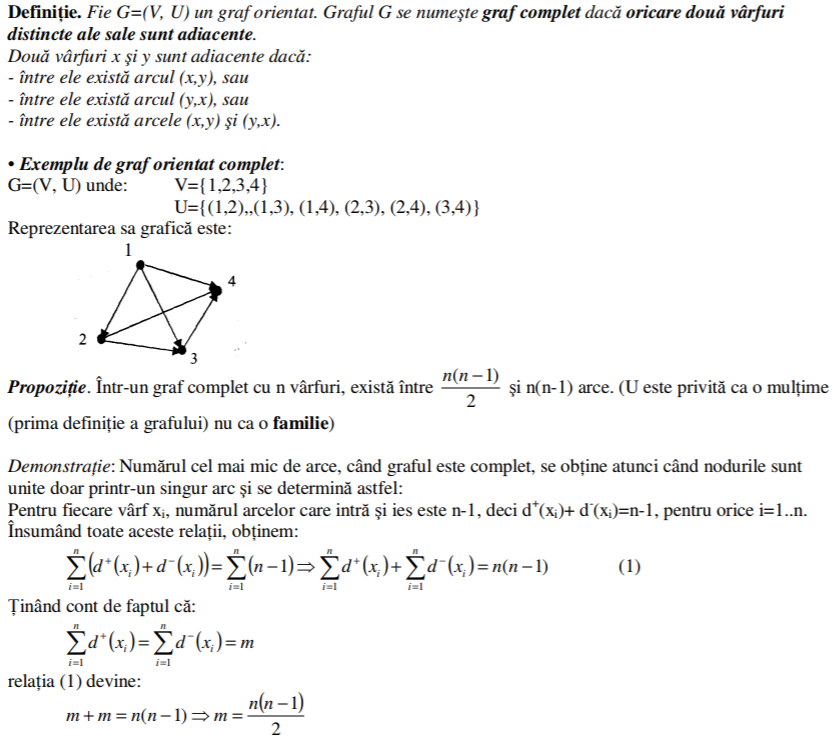 Definiție. Fie G=(V, U) un graf orientat. Graful G se numește graf complet dacă oricare două vârfuri
distincte ale sale sunt adiacente.
Două vârfuri x și y sunt adiacente dacă:
- între ele există arcul (x,y), sau
- între ele există arcul (y,x), sau
- între ele există arcele (x,y) și (y,x).
• Exemplu de graf orientat complet:
G=(V, U) unde: V={1,2,3,4}
U={(1,2),,(1,3), (1,4), (2,3), (2,4), (3,4)}
Reprezentarea sa grafică este:
1
4
2
3
Propoziție. Într-un graf complet cu n vârfuri, există între \frac{n(n-1)}{2} și n(n-1) arce. (U este privită ca o mulțime
(prima definiție a grafului) nu ca o familie)
Demonstrație: Numărul cel mai mic de arce, când graful este complet, se obține atunci când nodurile sunt
unite doar printr-un singur arc și se determină astfel:
Pentru fiecare vârf xᵢ, numărul arcelor care intră și ies este n-1, deci d⁺(xᵢ)+ d⁻(xᵢ)=n-1, pentru orice i=1..n.
Însumând toate aceste relații, obținem:
\sum_{i=1}^{n}(d^+(x_i)+d^-(x_i))=\sum_{i=1}^{n}(n-1)⇒\sum_{i=1}^{n}d^+(x_i)+\sum_{i=1}^{n}d^-(x_i)=n(n-1) (1)
Ținând cont de faptul că:
\sum_{i=1}^{n}d^+(x_i)=\sum_{i=1}^{n}d^-(x_i)=m
relația (1) devine:
m+m=n(n-1)⇒m=\frac{n(n-1)}{2}